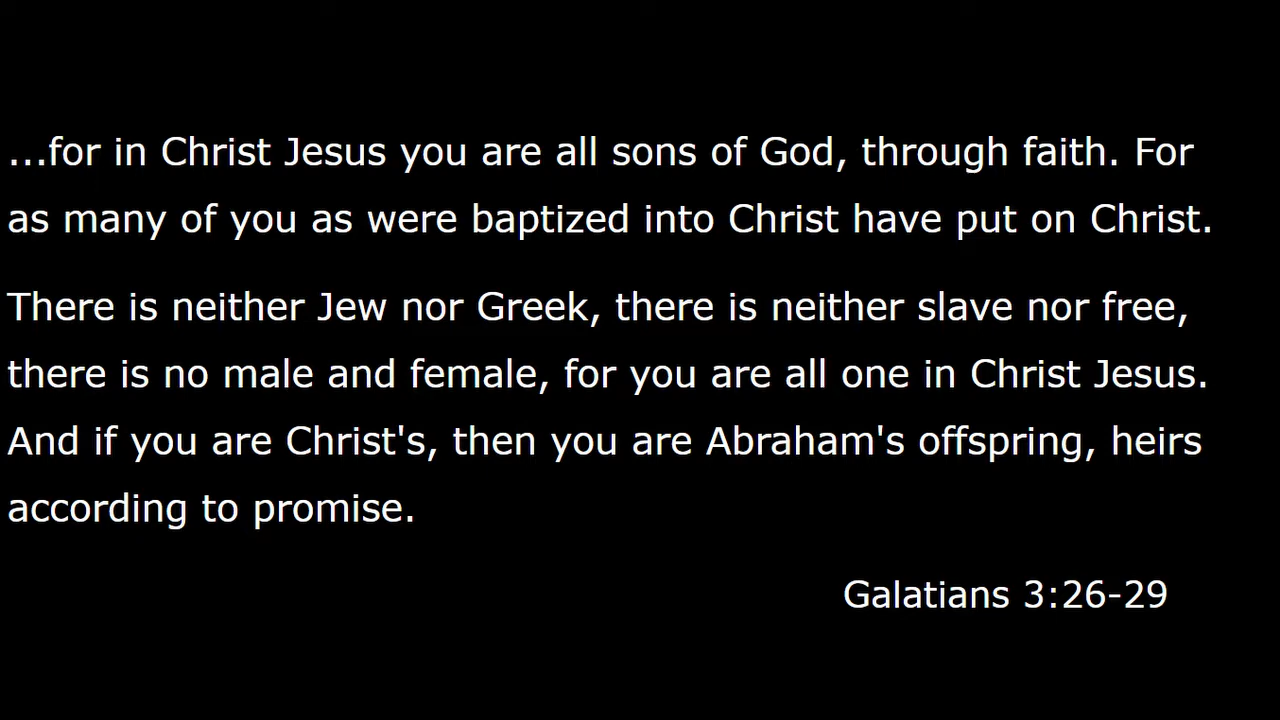 ...for in Christ Jesus you are all sons of God, through faith. For
as many of you as were baptized into Christ have put on Christ.
There is neither Jew nor Greek, there is neither slave nor free,
there is no male and female, for you are all one in Christ Jesus.
And if you are Christ's, then you are Abraham's offspring, heirs
according to promise.
Galatians 3:26-29